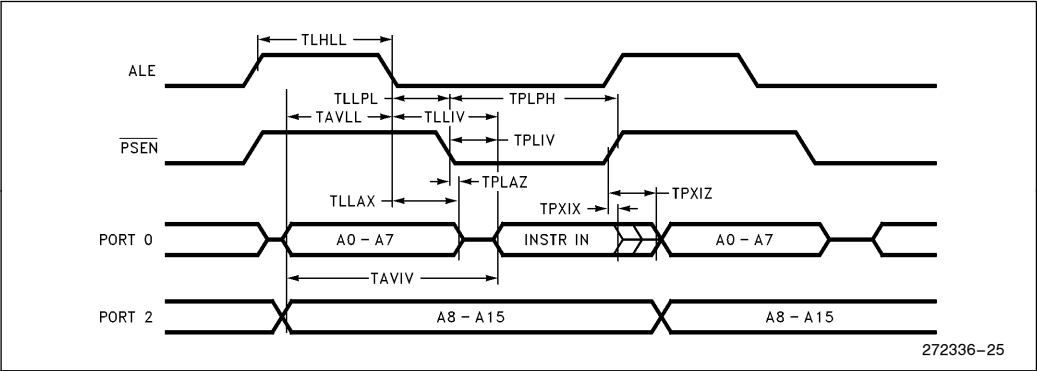 TLHLL
ALE
TLLPL TPLPH
TAVLL TLLIV
PSEN TPLIV
TPLAZ
TPXIZ
TLLAX
TPXIX
PORT 0 A0 – A7 INSTR IN A0 – A7
TAVIV
PORT 2 A8 – A15 A8 – A15
272336–25